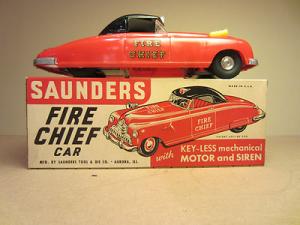 FIRE
CHIEF
SAUNDERS
MADE IN U.S.A.
FIRE
CHIEF
CAR
FIRE
CHIEF
MFG. BY SAUNDERS TOOL & DIE CO. - AURORA, ILL.
with KEY-LESS mechanical
MOTOR and SIREN